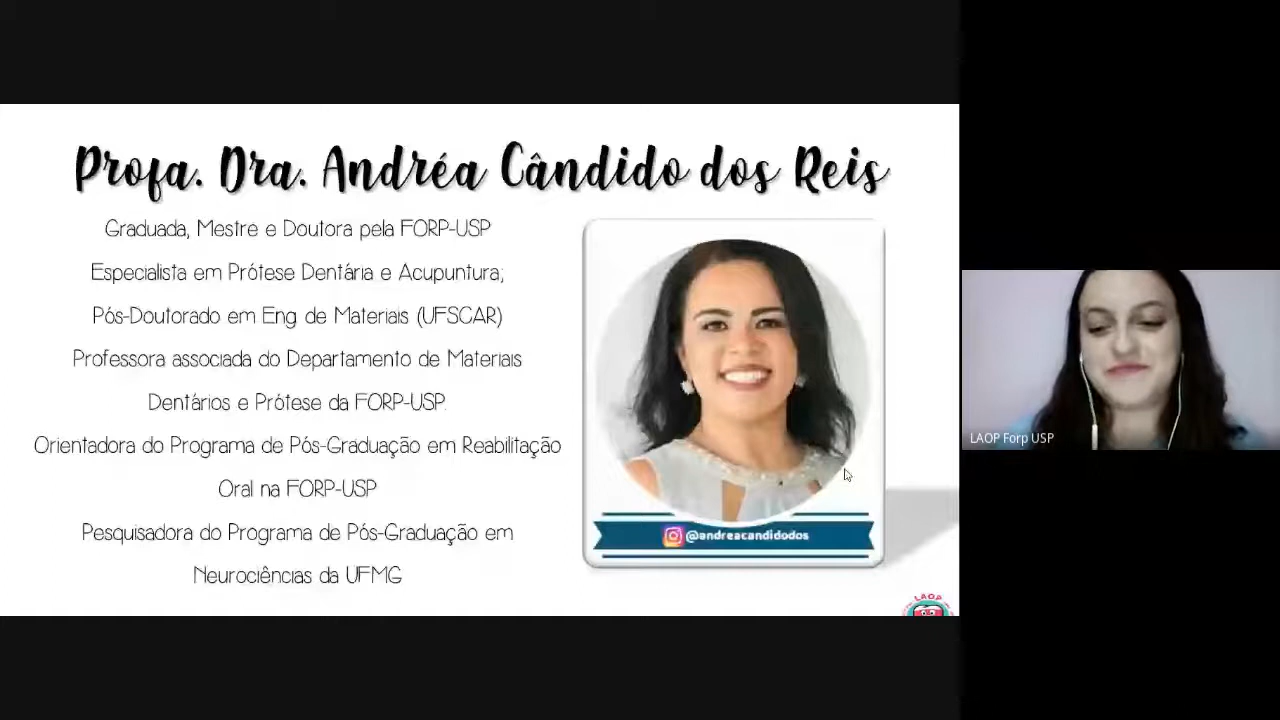 Profa. Dra. Andréa Cândido dos Reis
Graduada, Mestre e Doutora pela FORP-USP
Especialista em Prótese Dentária e Acupuntura;
Pós-Doutorado em Eng. de Materiais (UFSCAR)
Professora associada do Departamento de Materiais
Dentários e Prótese da FORP-USP.
Orientadora do Programa de Pós-Graduação em Reabilitação
Oral na FORP-USP
Pesquisadora do Programa de Pós-Graduação em
Neurociências da UFMG
@andreacandidodos
LAOP
LAOP Forp USP